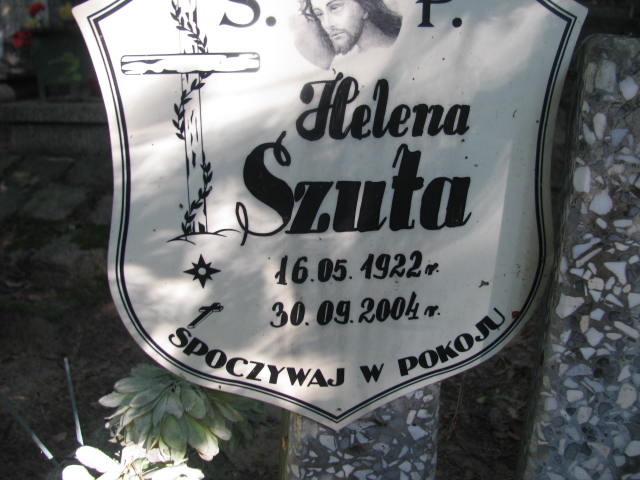 S. P.
Helena
Szuta
16.05.1922 r.
30.09.2004 r.
SPOCZYWAJ W POKOJU